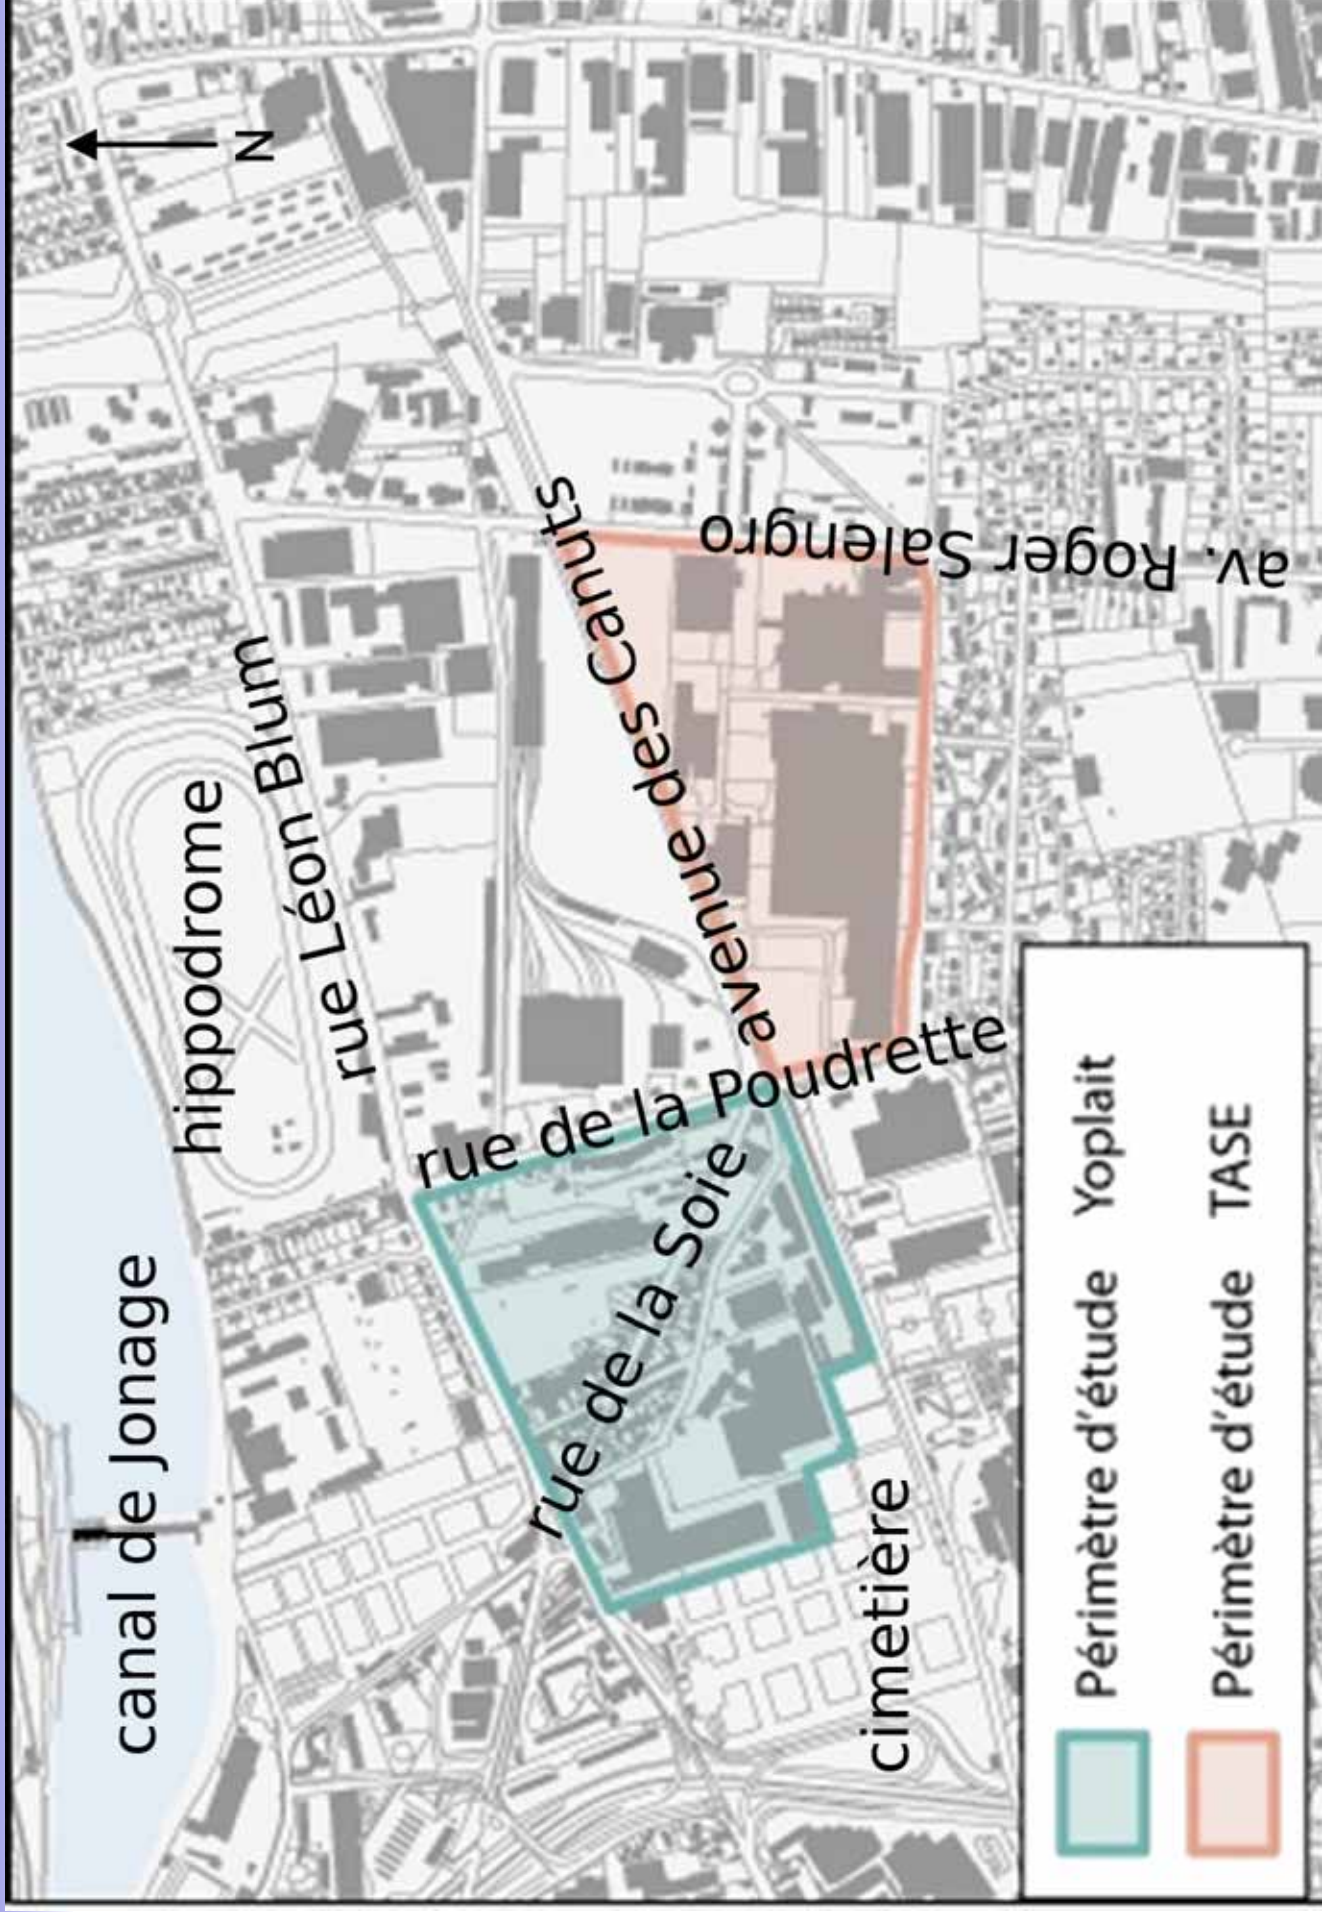 canal de Jonage
hippodrome
rue Léon Blum
N
rue de la Poudrette
rue de la Soie
avenue des Canuts
av. Roger Salengro
cimetière
Périmètre d'étude Yoplait
Périmètre d'étude TASE